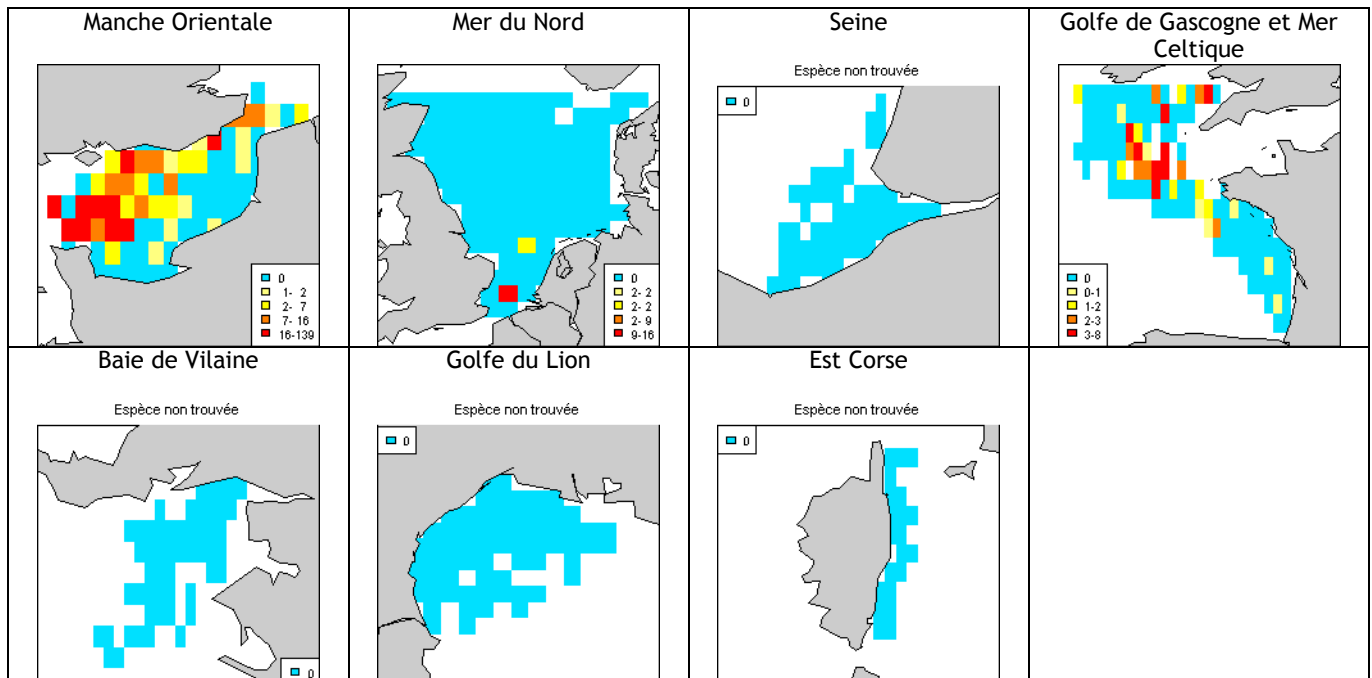 Manche Orientale
Mer du Nord
Seine
Golfe de Gascogne et Mer
Celtique
Espèce non trouvée
0
0
1- 2
2- 7
7- 16
16-139
0
2- 2
2- 2
2- 9
9-16
0
0-1
1-2
2-3
3-8
Baie de Vilaine
Golfe du Lion
Est Corse
Espèce non trouvée
Espèce non trouvée
Espèce non trouvée
0
0
0